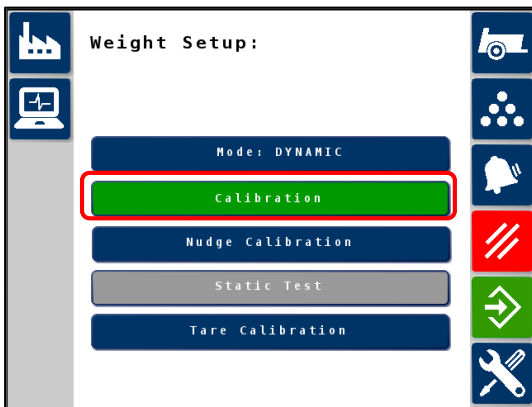 Weight Setup:
Mode: DYNAMIC
Calibration
Nudge Calibration
Static Test
Tare Calibration